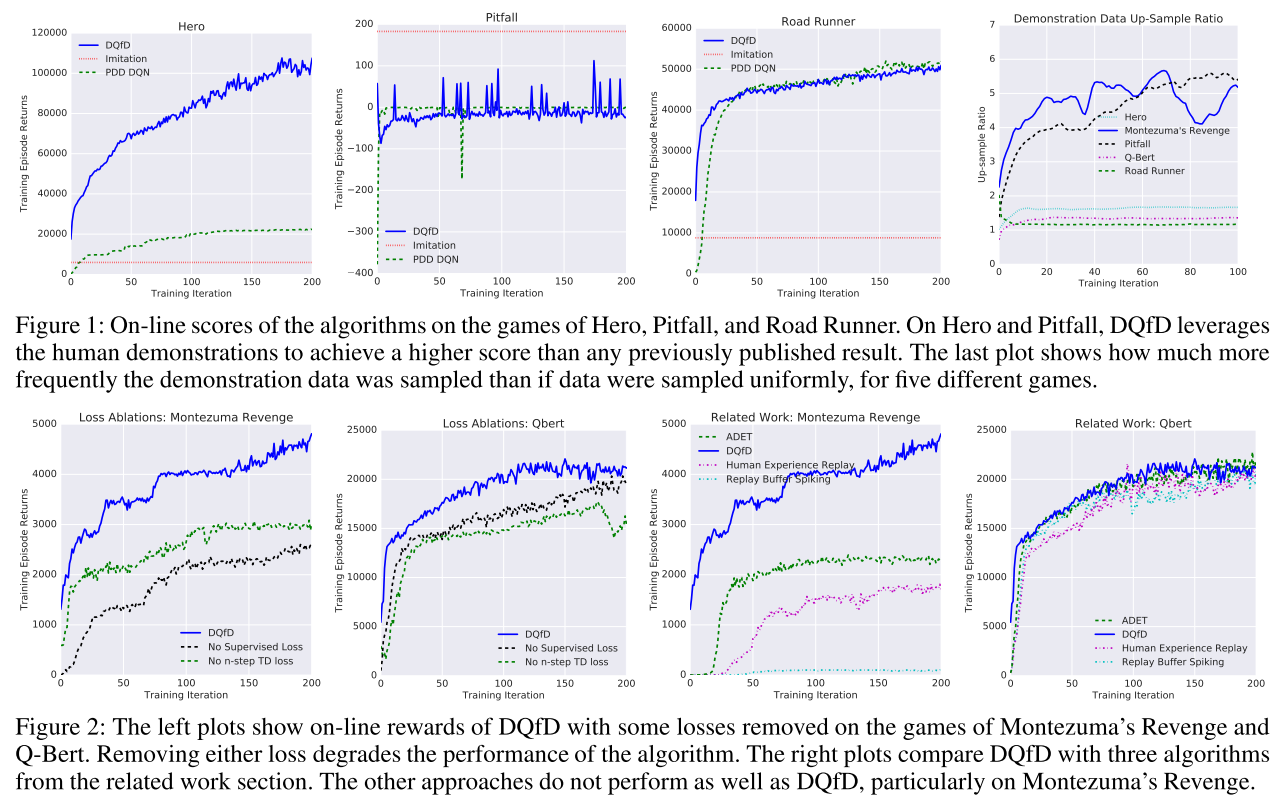 Hero
120000
100000
80000
60000
40000
20000
0
0 50 100 150 200
Training Episode Returns
Training Iteration
DQfD
Imitation
PDD DQN
Pitfall
200
100
0
−100
−200
−300
−400
0 50 100 150 200
Training Episode Returns
Training Iteration
DQfD
Imitation
PDD DQN
Road Runner
60000
50000
40000
30000
20000
10000
0
0 50 100 150 200
Training Episode Returns
Training Iteration
DQfD
Imitation
PDD DQN
Demonstration Data Up-Sample Ratio
7
6
5
4
3
2
1
0
0 20 40 60 80 100
Up-sample Ratio
Training Iteration
Hero
Montezuma's Revenge
Pitfall
Q-Bert
Road Runner
Figure 1: On-line scores of the algorithms on the games of Hero, Pitfall, and Road Runner. On Hero and Pitfall, DQfD leverages
the human demonstrations to achieve a higher score than any previously published result. The last plot shows how much more
frequently the demonstration data was sampled than if data were sampled uniformly, for five different games.
Loss Ablations: Montezuma Revenge
5000
4000
3000
2000
1000
0
0 50 100 150 200
Training Episode Returns
Training Iteration
DQfD
No Supervised Loss
No n-step TD loss
Loss Ablations: Qbert
25000
20000
15000
10000
5000
0
0 50 100 150 200
Training Episode Returns
Training Iteration
DQfD
No Supervised Loss
No n-step TD loss
Related Work: Montezuma Revenge
5000
4000
3000
2000
1000
0
0 50 100 150 200
Training Episode Returns
Training Iteration
ADET
DQfD
Human Experience Replay
Replay Buffer Spiking
Related Work: Qbert
25000
20000
15000
10000
5000
0
0 50 100 150 200
Training Episode Returns
Training Iteration
ADET
DQfD
Human Experience Replay
Replay Buffer Spiking
Figure 2: The left plots show on-line rewards of DQfD with some losses removed on the games of Montezuma's Revenge and
Q-Bert. Removing either loss degrades the performance of the algorithm. The right plots compare DQfD with three algorithms
from the related work section. The other approaches do not perform as well as DQfD, particularly on Montezuma's Revenge.